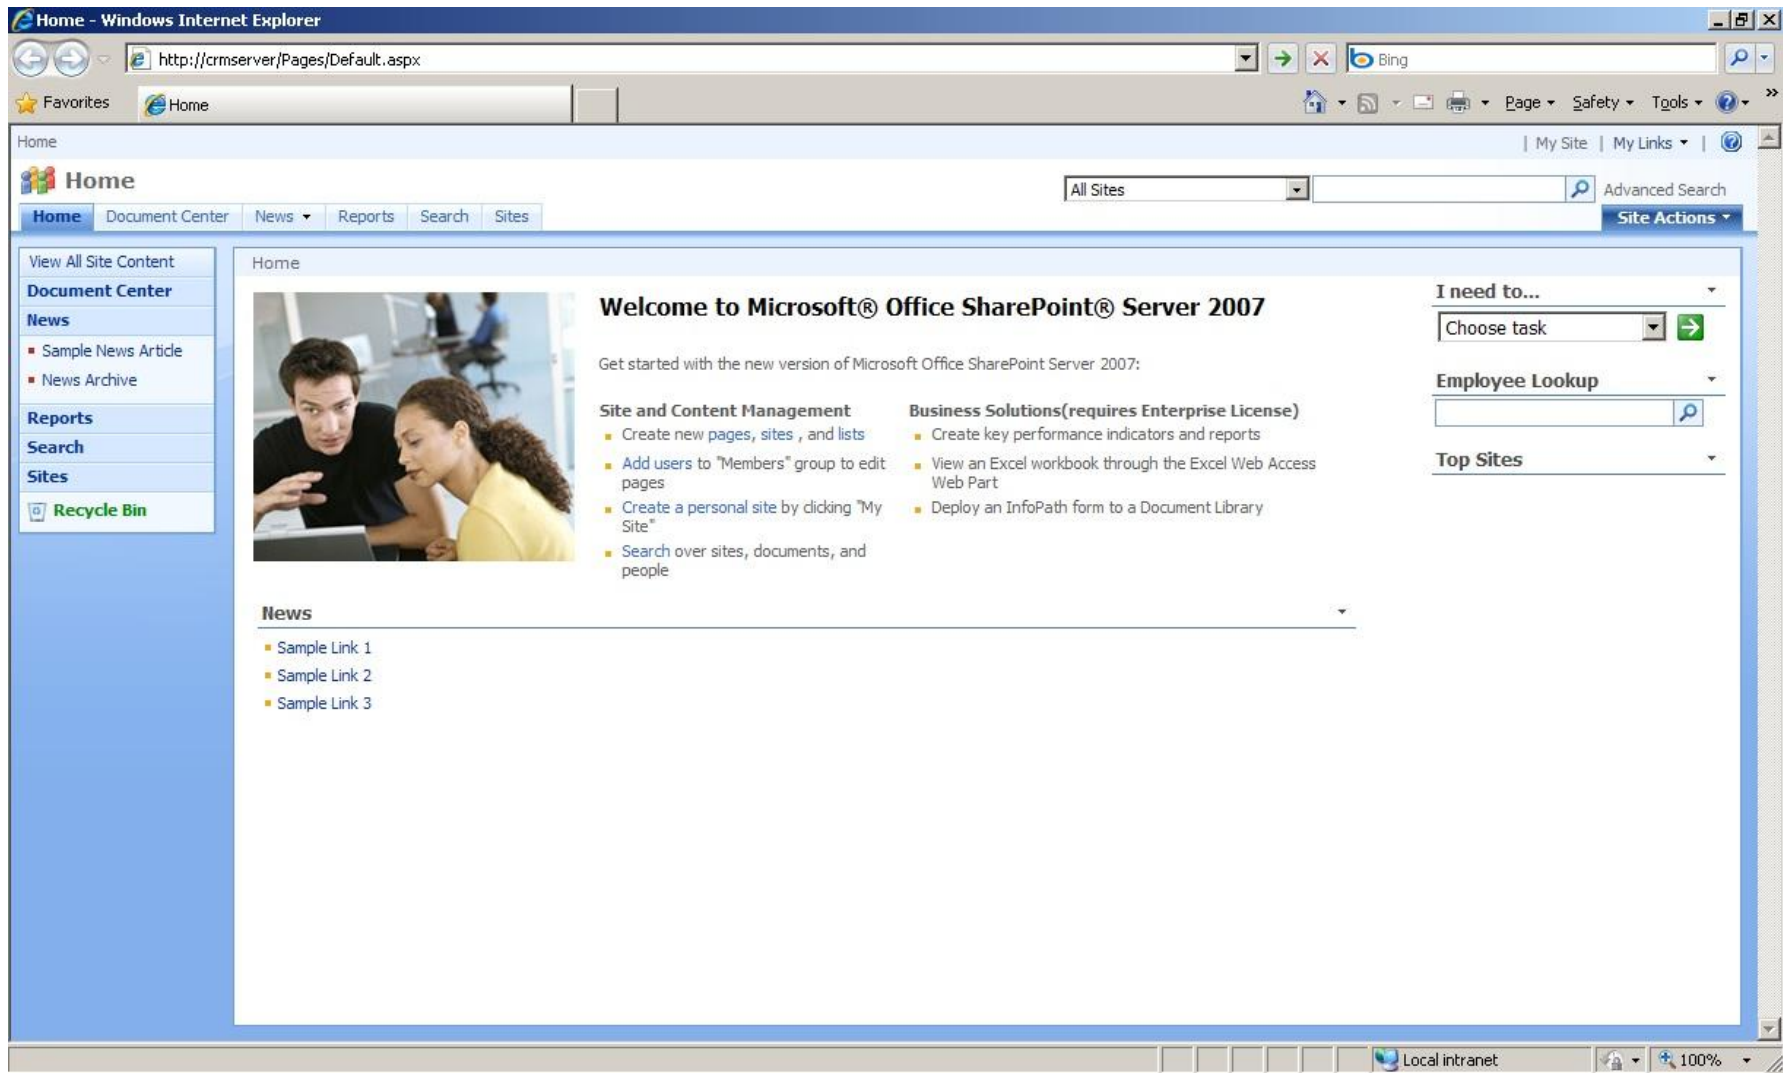 Home - Windows Internet Explorer
http://crmserver/Pages/Default.aspx
Bing
Favorites
Home
Page
Safety
Tools
Home
| My Site | My Links |
Home
All Sites
Advanced Search
Home
Document Center
News
Reports
Search
Sites
Site Actions
View All Site Content
Document Center
News
Sample News Article
News Archive
Reports
Search
Sites
Recycle Bin
Home
Welcome to Microsoft® Office SharePoint® Server 2007
Get started with the new version of Microsoft Office SharePoint Server 2007:
Site and Content Management
Create new pages, sites , and lists
Add users to "Members" group to edit
pages
Create a personal site by clicking "My
Site"
Search over sites, documents, and
people
Business Solutions(requires Enterprise License)
Create key performance indicators and reports
View an Excel workbook through the Excel Web Access
Web Part
Deploy an InfoPath form to a Document Library
News
Sample Link 1
Sample Link 2
Sample Link 3
I need to...
Choose task
Employee Lookup
Top Sites
Local intranet
100%